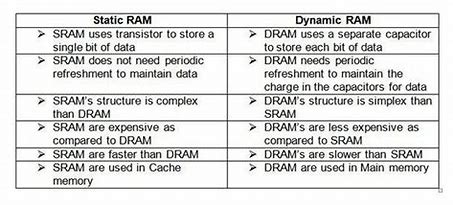 Static RAM
Dynamic RAM
➤ SRAM uses transistor to store a
single bit of data
➤ DRAM uses a separate capacitor
to store each bit of data
➤ SRAM does not need periodic
refreshment to maintain data
➤ DRAM needs periodic
refreshment to maintain the
charge in the capacitors for data
➤ SRAM's structure is complex
than DRAM
➤ DRAM's structure is simplex than
SRAM
➤ SRAM are expensive as
compared to DRAM
➤ DRAM's are less expensive as
compared to SRAM
➤ SRAM are faster than DRAM
➤ DRAM's are slower than SRAM
➤ SRAM are used in Cache
memory
➤ DRAM are used in Main memory